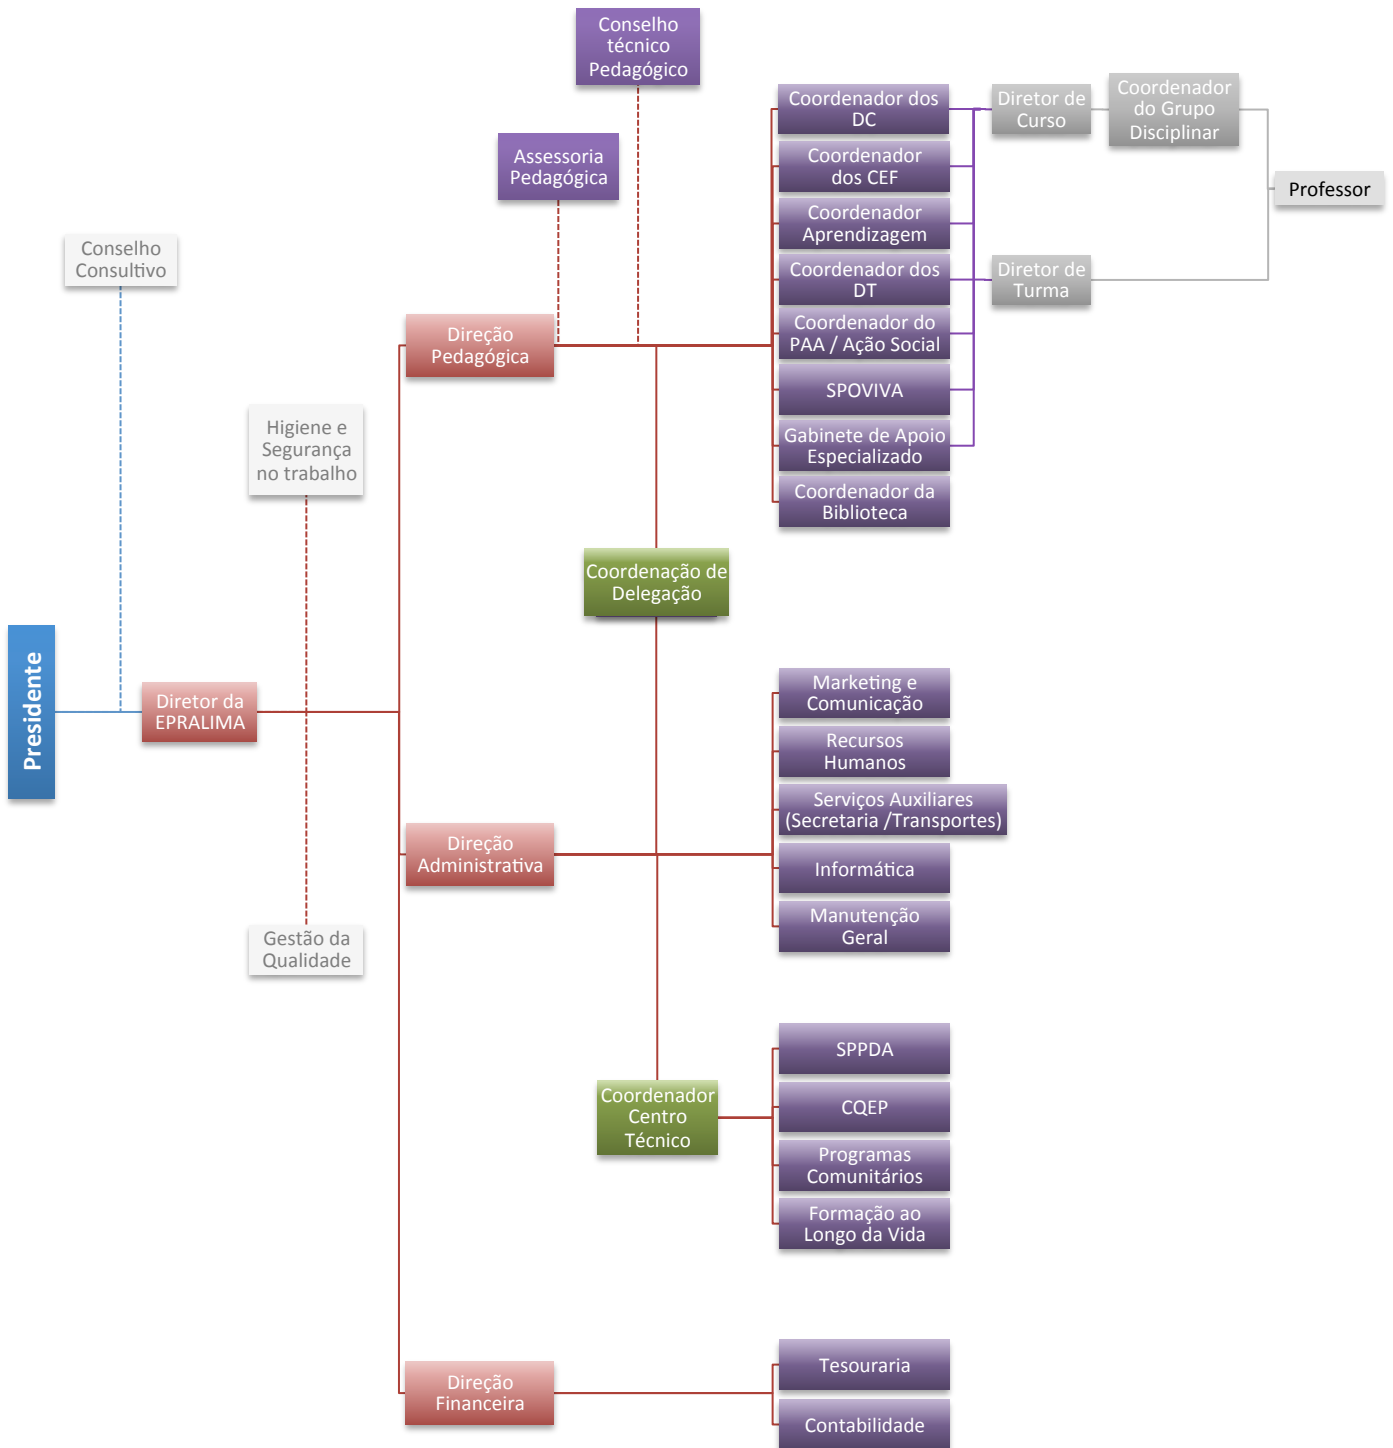 Conselho
técnico
Pedagógico
Assessoria
Pedagógica
Conselho
Consultivo
Higiene e
Segurança
no trabalho
Presidente
Diretor da
EPRALIMA
Gestão da
Qualidade
Direção
Pedagógica
Coordenador dos
DC
Coordenador
dos CEF
Coordenador
Aprendizagem
Coordenador dos
DT
Coordenador do
PAA / Ação Social
SPOVIVA
Gabinete de Apoio
Especializado
Coordenador da
Biblioteca
Diretor de
Curso
Coordenador
do Grupo
Disciplinar
Diretor de
Turma
Professor
Coordenação de
Delegação
Direção
Administrativa
Marketing e
Comunicação
Recursos
Humanos
Serviços Auxiliares
(Secretaria /Transportes)
Informática
Manutenção
Geral
Coordenador
Centro
Técnico
SPPDA
CQEP
Programas
Comunitários
Formação ao
Longo da Vida
Direção
Financeira
Tesouraria
Contabilidade